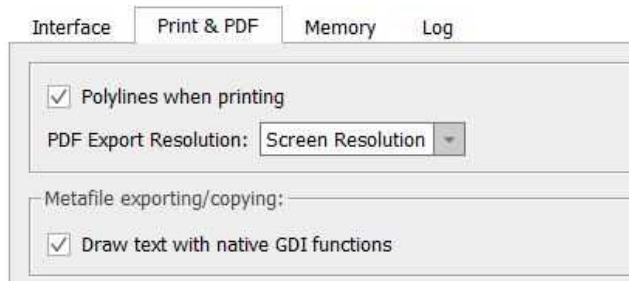 Interface Print & PDF Memory Log
Polylines when printing
PDF Export Resolution: Screen Resolution
Metafile exporting/copying:
Draw text with native GDI functions